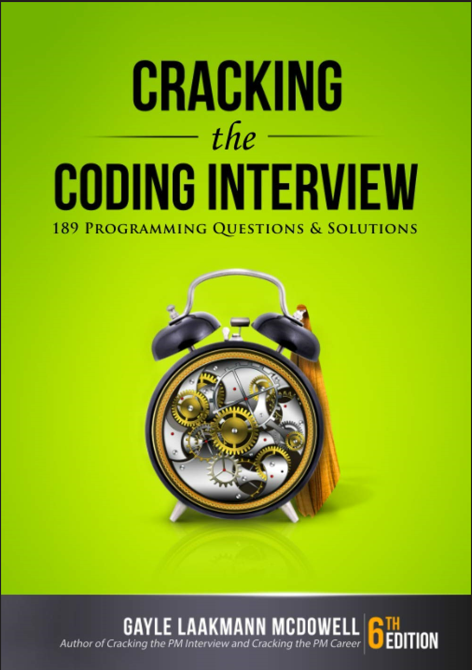 CRACKING
the
CODING INTERVIEW
189 PROGRAMMING QUESTIONS & SOLUTIONS
GAYLE LAAKMANN MCDOWELL
Author of Cracking the PM Interview and Cracking the PM Career
6TH EDITION